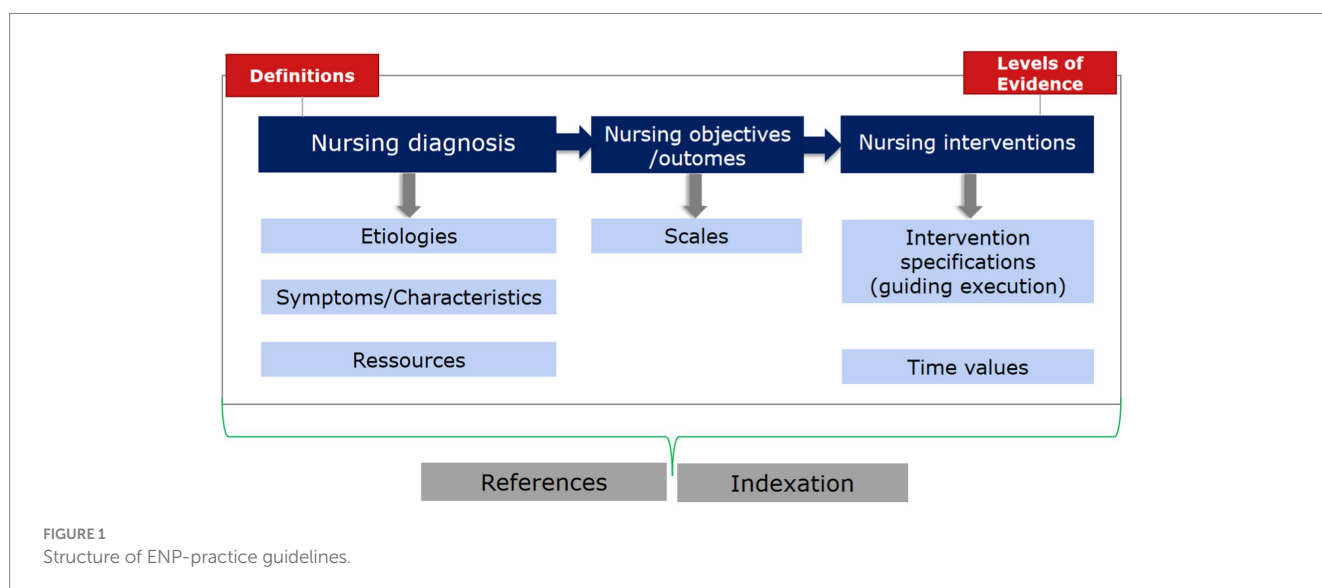 Definitions
Levels of
Evidence
Nursing diagnosis
Nursing objectives
/outcomes
Nursing interventions
Etiologies
Scales
Intervention
specifications
(guiding execution)
Symptoms/Characteristics
Ressources
Time values
References
Indexation
FIGURE 1
Structure of ENP-practice guidelines.